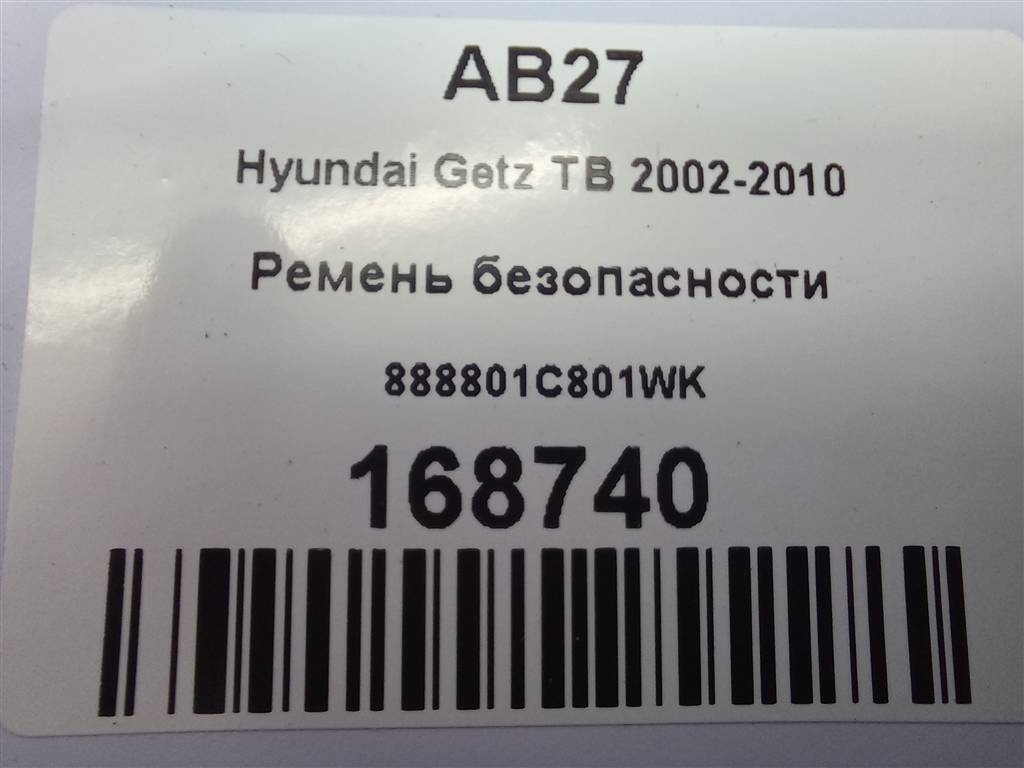 AB27
Hyundai Getz TB 2002-2010
Ремень безопасности
888801C801WK
168740